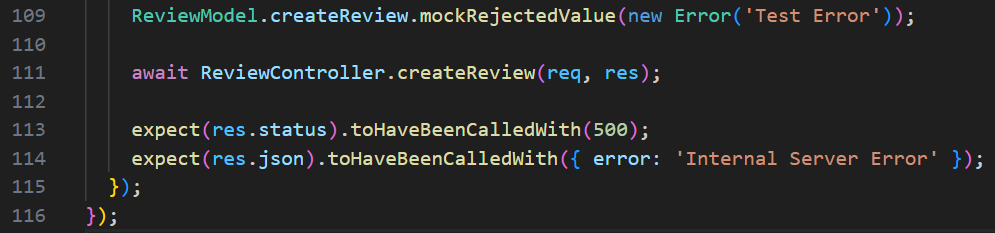 109 ReviewModel.createReview.mockRejectedValue(new Error('Test Error'));
110
111 await ReviewController.createReview(req, res);
112
113 expect(res.status).toHaveBeenCalledWith(500);
114 expect(res.json).toHaveBeenCalledWith({ error: 'Internal Server Error' });
115 });
116 });